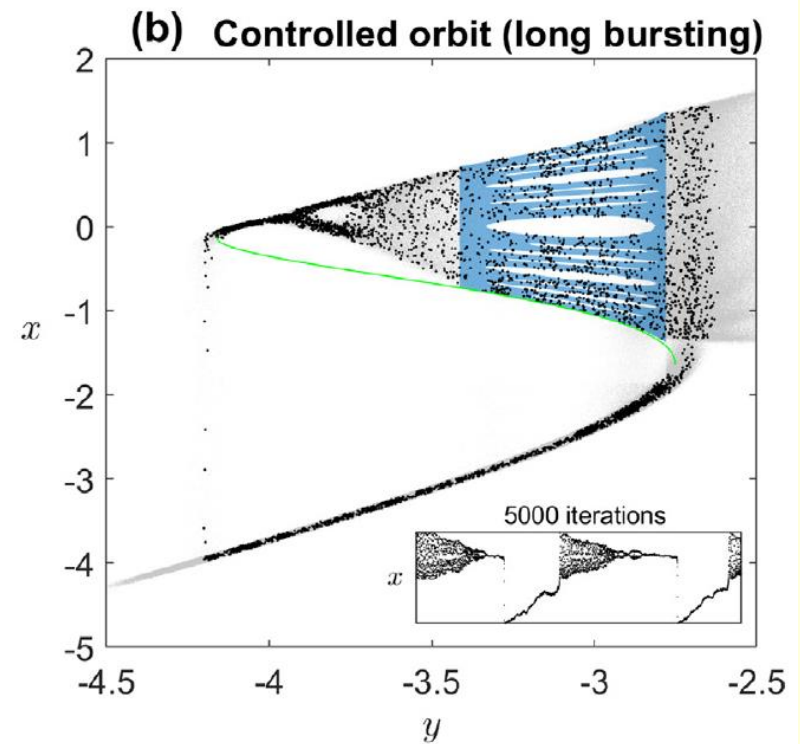 (b) Controlled orbit (long bursting)
2
1
0
-1
-2
-3
-4
-5
x
-4.5 -4 -3.5 -3 -2.5
y
5000 iterations
x